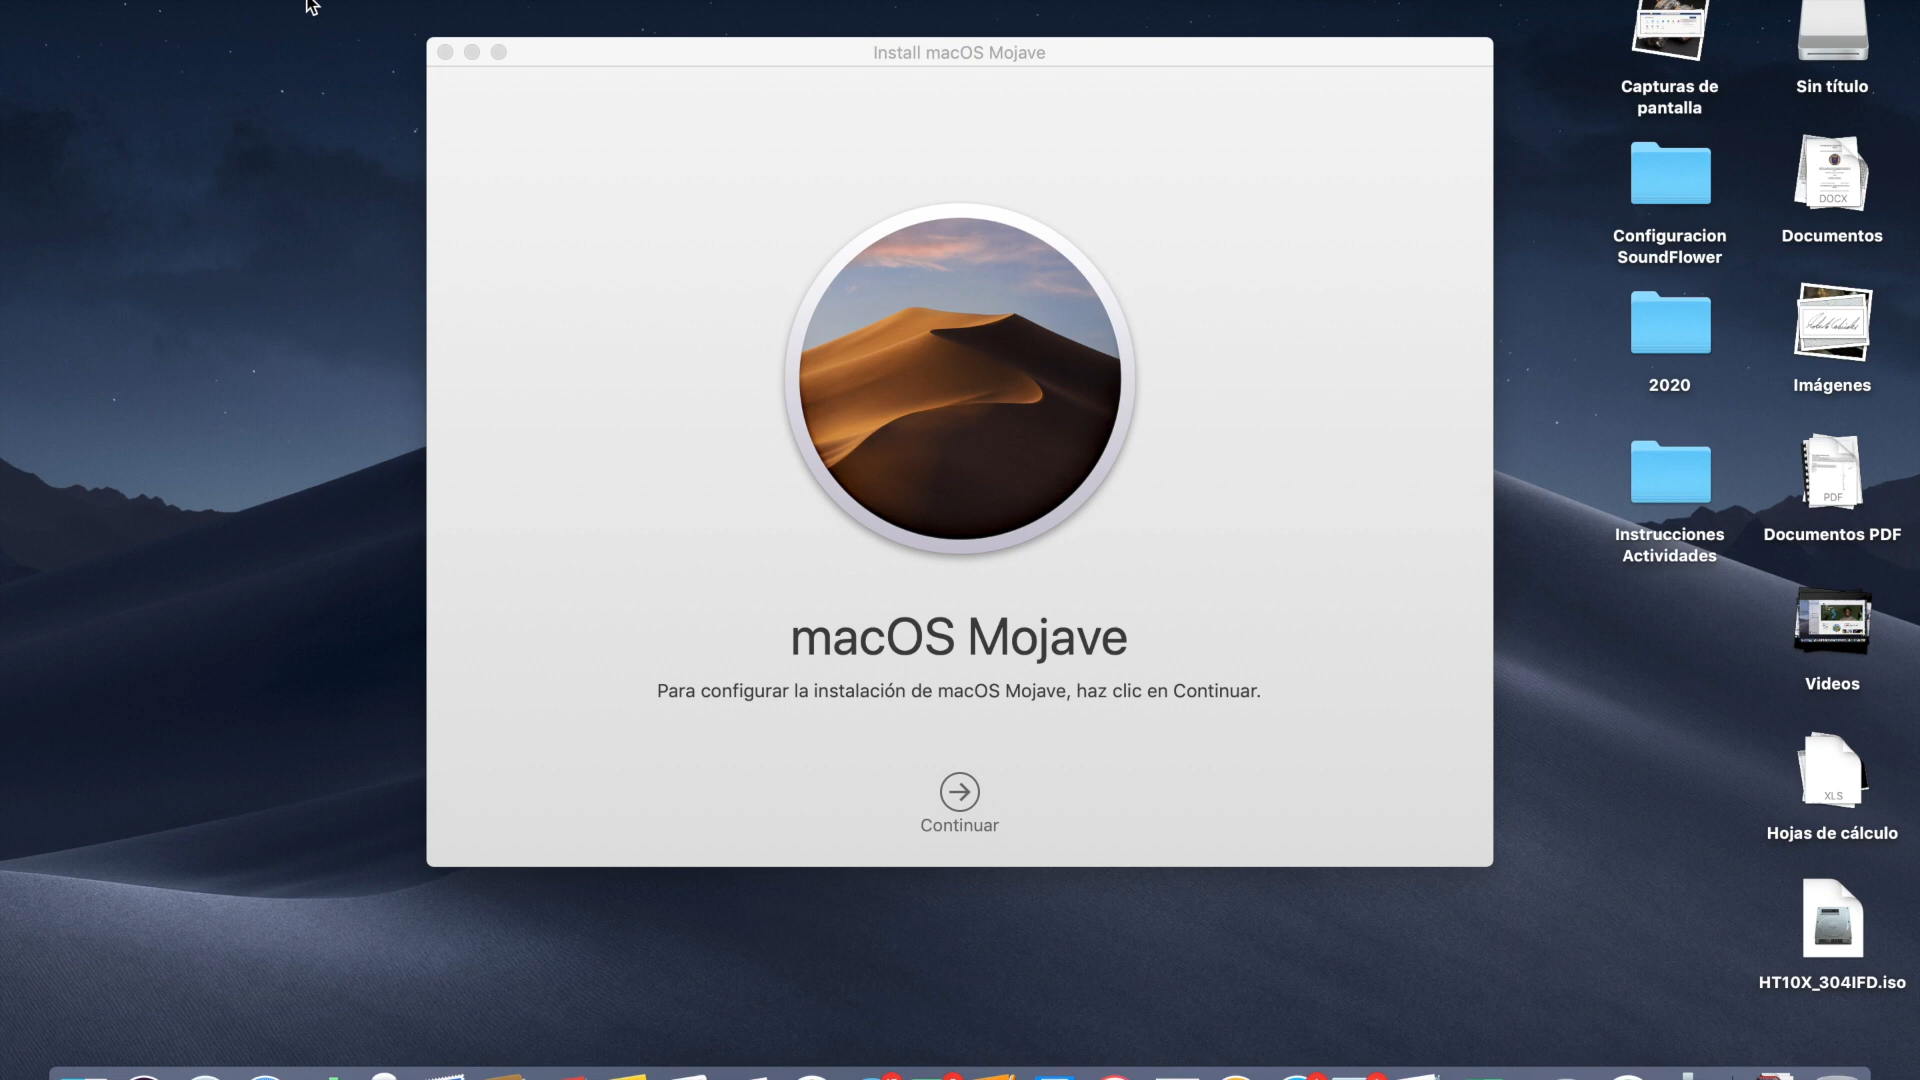 Install macOS Mojave
macOS Mojave
Para configurar la instalación de macOS Mojave, haz clic en Continuar.
Continuar
Capturas de
pantalla
Sin título
Configuracion
SoundFlower
DOCX
Documentos
2020
Imágenes
Instrucciones
Actividades
PDF
Documentos PDF
Videos
XLS
Hojas de cálculo
HT10X_304IFD.iso